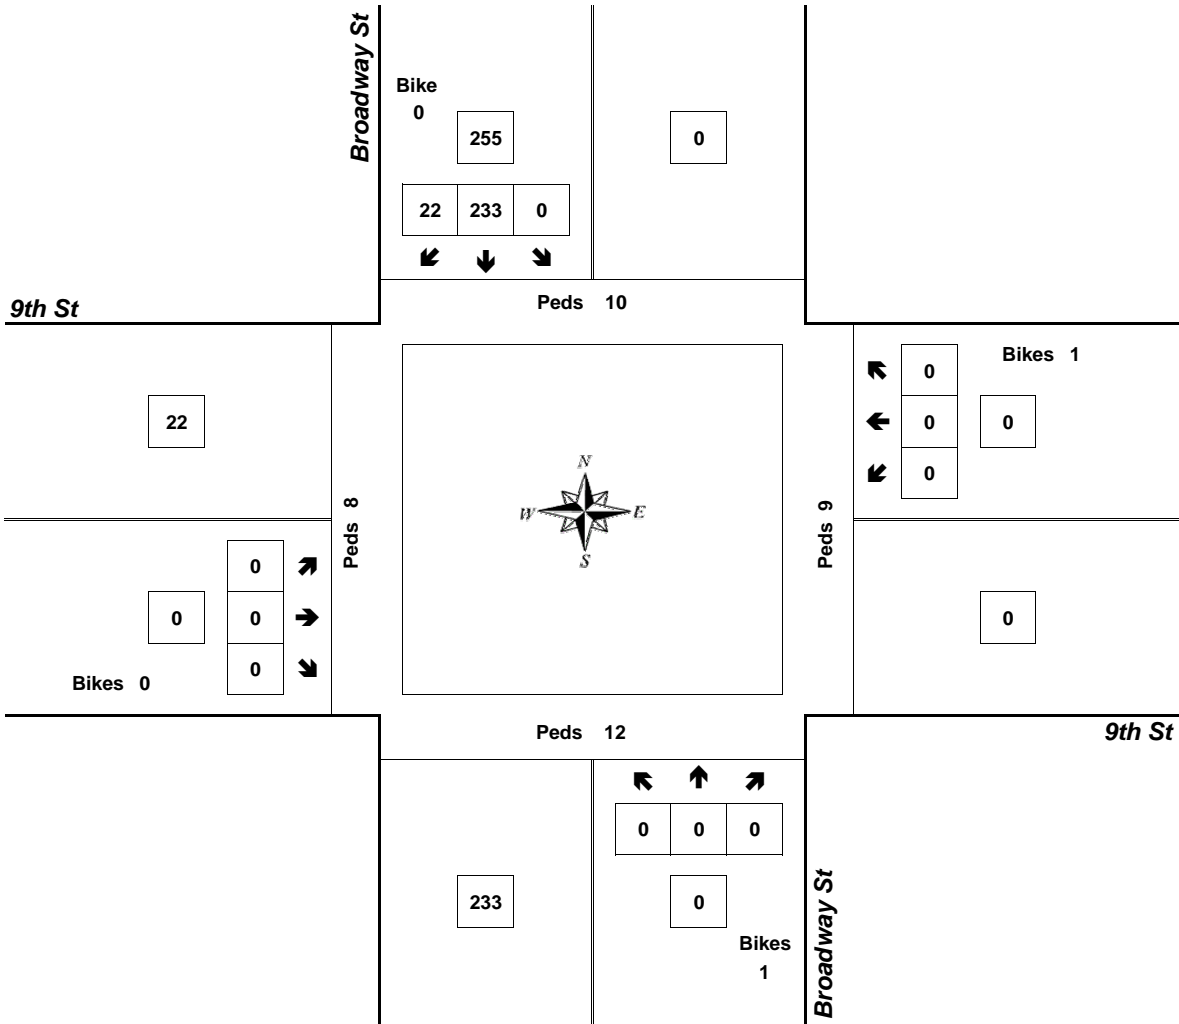 Broadway St
Bike
0
255
0
22 233 0
9th St
Peds 10
0
Bikes 1
22
0
0
0
N
W E
S
Peds 8
Peds 9
0
0
0
0
0
Bikes 0
9th St
Peds 12
0 0 0
233
0
Bikes
1
Broadway St